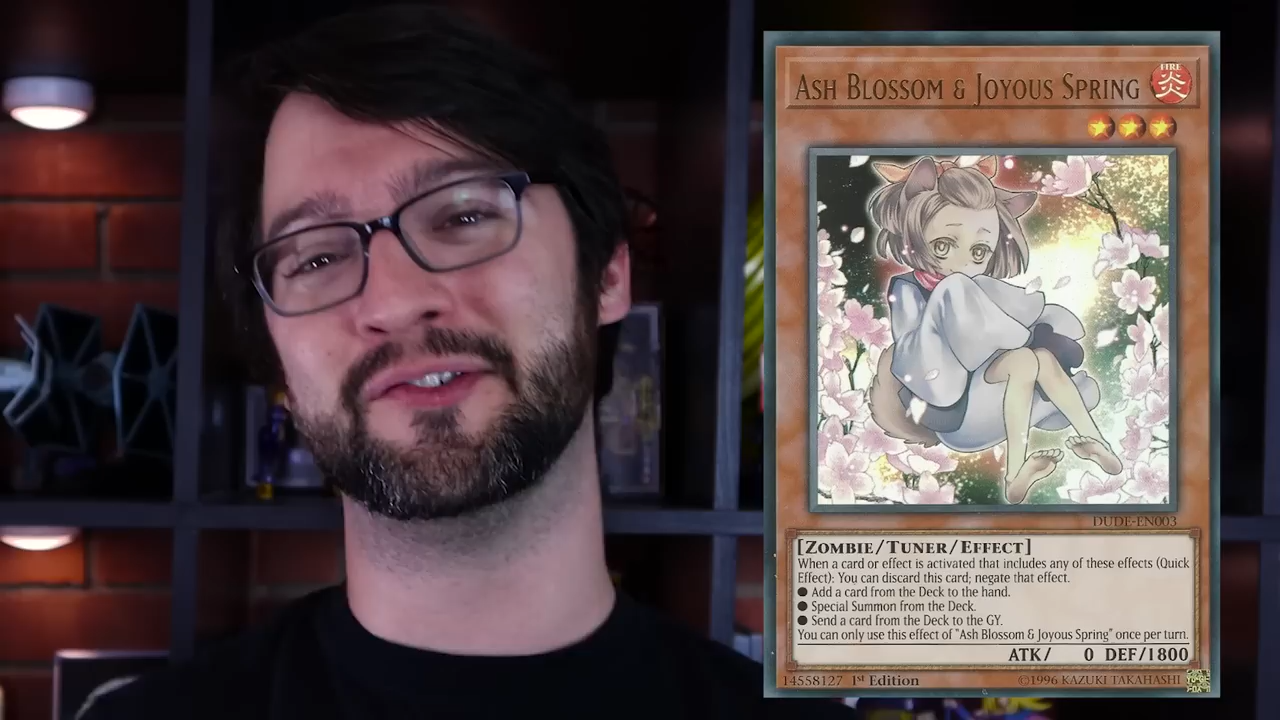 Ash Blossom & Joyous Spring
FIRE
炎
DUDE-EN003
[Zombie/Tuner/Effect]
When a card or effect is activated that includes any of these effects (Quick
Effect): You can discard this card; negate that effect.
● Add a card from the Deck to the hand.
● Special Summon from the Deck.
● Send a card from the Deck to the GY.
You can only use this effect of "Ash Blossom & Joyous Spring" once per turn.
ATK/ 0 DEF/1800
14558127 1st Edition ©1996 KAZUKI TAKAHASHI